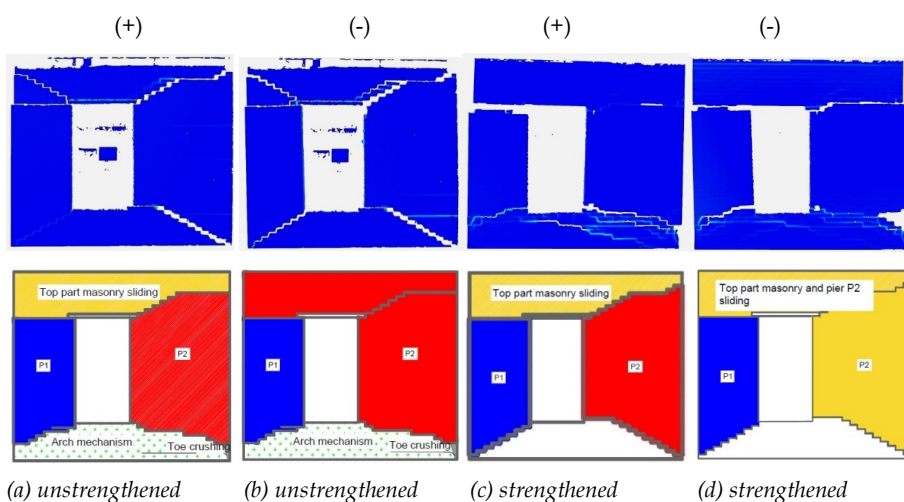 (+) (-) (+) (-)
Top part masonry sliding
P1
P2
Arch mechanism
Toe crushing
P1
P2
Arch mechanism
Toe crushing
Top part masonry sliding
P1
P2
Top part masonry and pier P2
sliding
P1
P2
(a) unstrengthened (b) unstrengthened (c) strengthened (d) strengthened